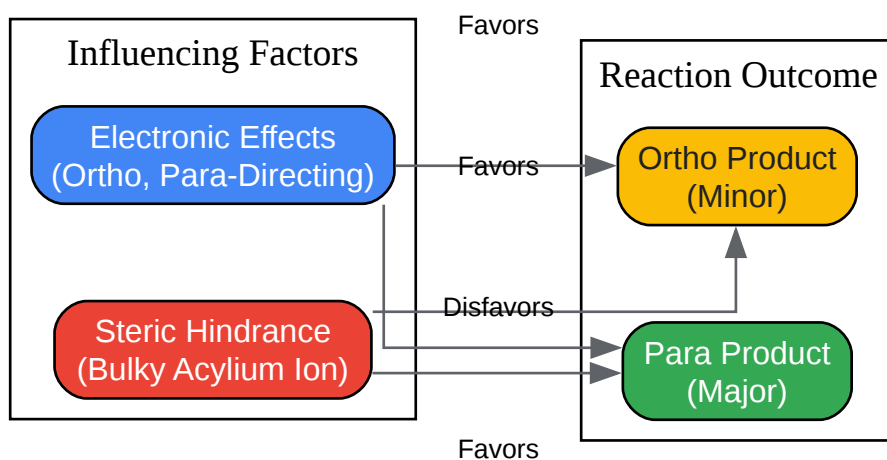 Favors
Influencing Factors
Reaction Outcome
Electronic Effects
(Ortho, Para-Directing)
Favors
Ortho Product
(Minor)
Disfavors
Steric Hindrance
(Bulky Acylium Ion)
Para Product
(Major)
Favors